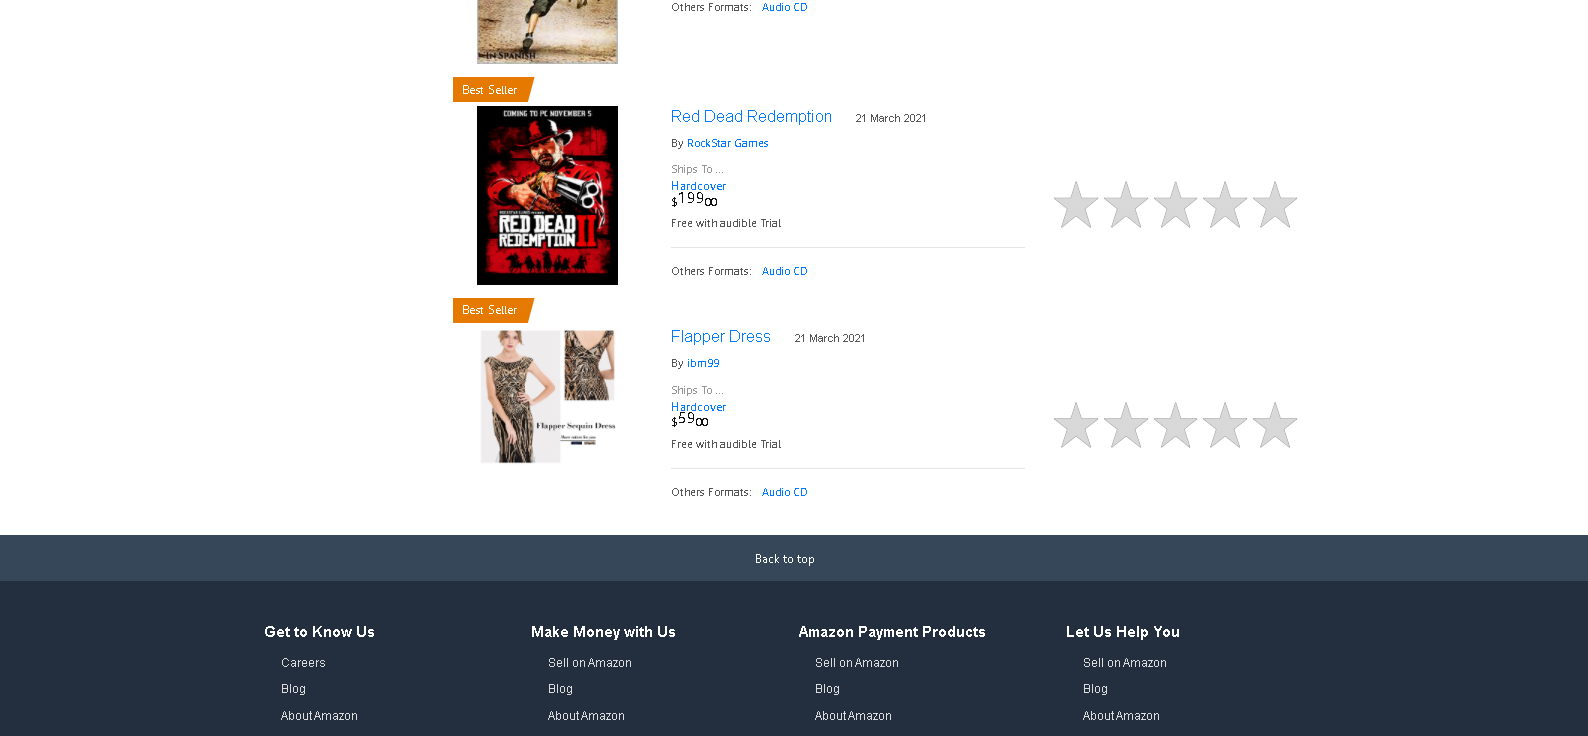 Others Formats: Audio CD
IN SPANISH
Best Seller
COMING TO PC NOVEMBER 5
RED DEAD
REDEMPTION II
Red Dead Redemption 21 March 2021
By RockStar Games
Ships To ...
Hardcover
$19900
Free with audible Trial
Others Formats: Audio CD
Best Seller
Flapper Sequin Dress
Flapper Dress 21 March 2021
By ibm99
Ships To ...
Hardcover
$5900
Free with audible Trial
Others Formats: Audio CD
Back to top
Get to Know Us
Careers
Blog
About Amazon
Make Money with Us
Sell on Amazon
Blog
About Amazon
Amazon Payment Products
Sell on Amazon
Blog
About Amazon
Let Us Help You
Sell on Amazon
Blog
About Amazon